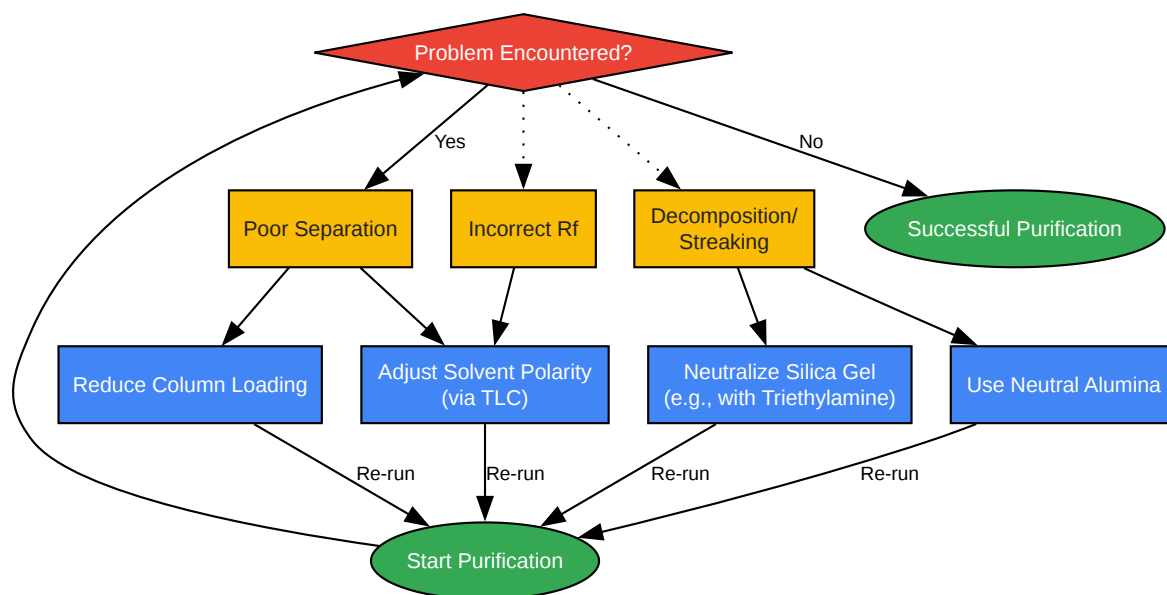 Problem Encountered?
Yes
No
Poor Separation
Incorrect Rf
Decomposition/
Streaking
Successful Purification
Reduce Column Loading
Adjust Solvent Polarity
(via TLC)
Neutralize Silica Gel
(e.g., with Triethylamine)
Use Neutral Alumina
Re-run
Re-run
Re-run
Re-run
Start Purification